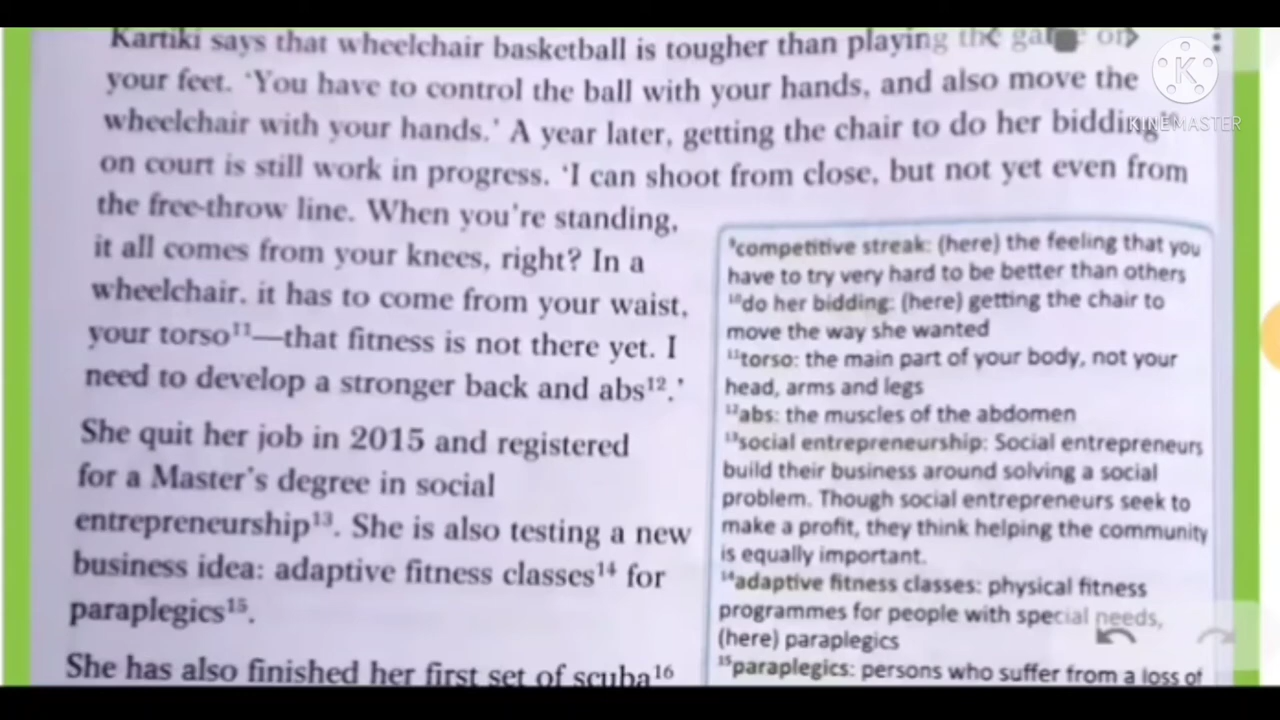 Kartiki says that wheelchair basketball is tougher than playing the game on
your feet. 'You have to control the ball with your hands, and also move the
wheelchair with your hands.' A year later, getting the chair to do her bidding¹⁰
on court is still work in progress. 'I can shoot from close, but not yet even from
the free-throw line. When you're standing,
it all comes from your knees, right? In a
wheelchair, it has to come from your waist,
your torso¹¹—that fitness is not there yet. I
need to develop a stronger back and abs¹².'
She quit her job in 2015 and registered
for a Master's degree in social
entrepreneurship¹³. She is also testing a new
business idea: adaptive fitness classes¹⁴ for
paraplegics¹⁵.
She has also finished her first set of scuba¹⁶
⁹competitive streak: (here) the feeling that you
have to try very hard to be better than others
¹⁰do her bidding: (here) getting the chair to
move the way she wanted
¹¹torso: the main part of your body, not your
head, arms and legs
¹²abs: the muscles of the abdomen
¹³social entrepreneurship: Social entrepreneurs
build their business around solving a social
problem. Though social entrepreneurs seek to
make a profit, they think helping the community
is equally important.
¹⁴adaptive fitness classes: physical fitness
programmes for people with special needs,
(here) paraplegics
¹⁵paraplegics: persons who suffer from a loss of
K
KINEMASTER